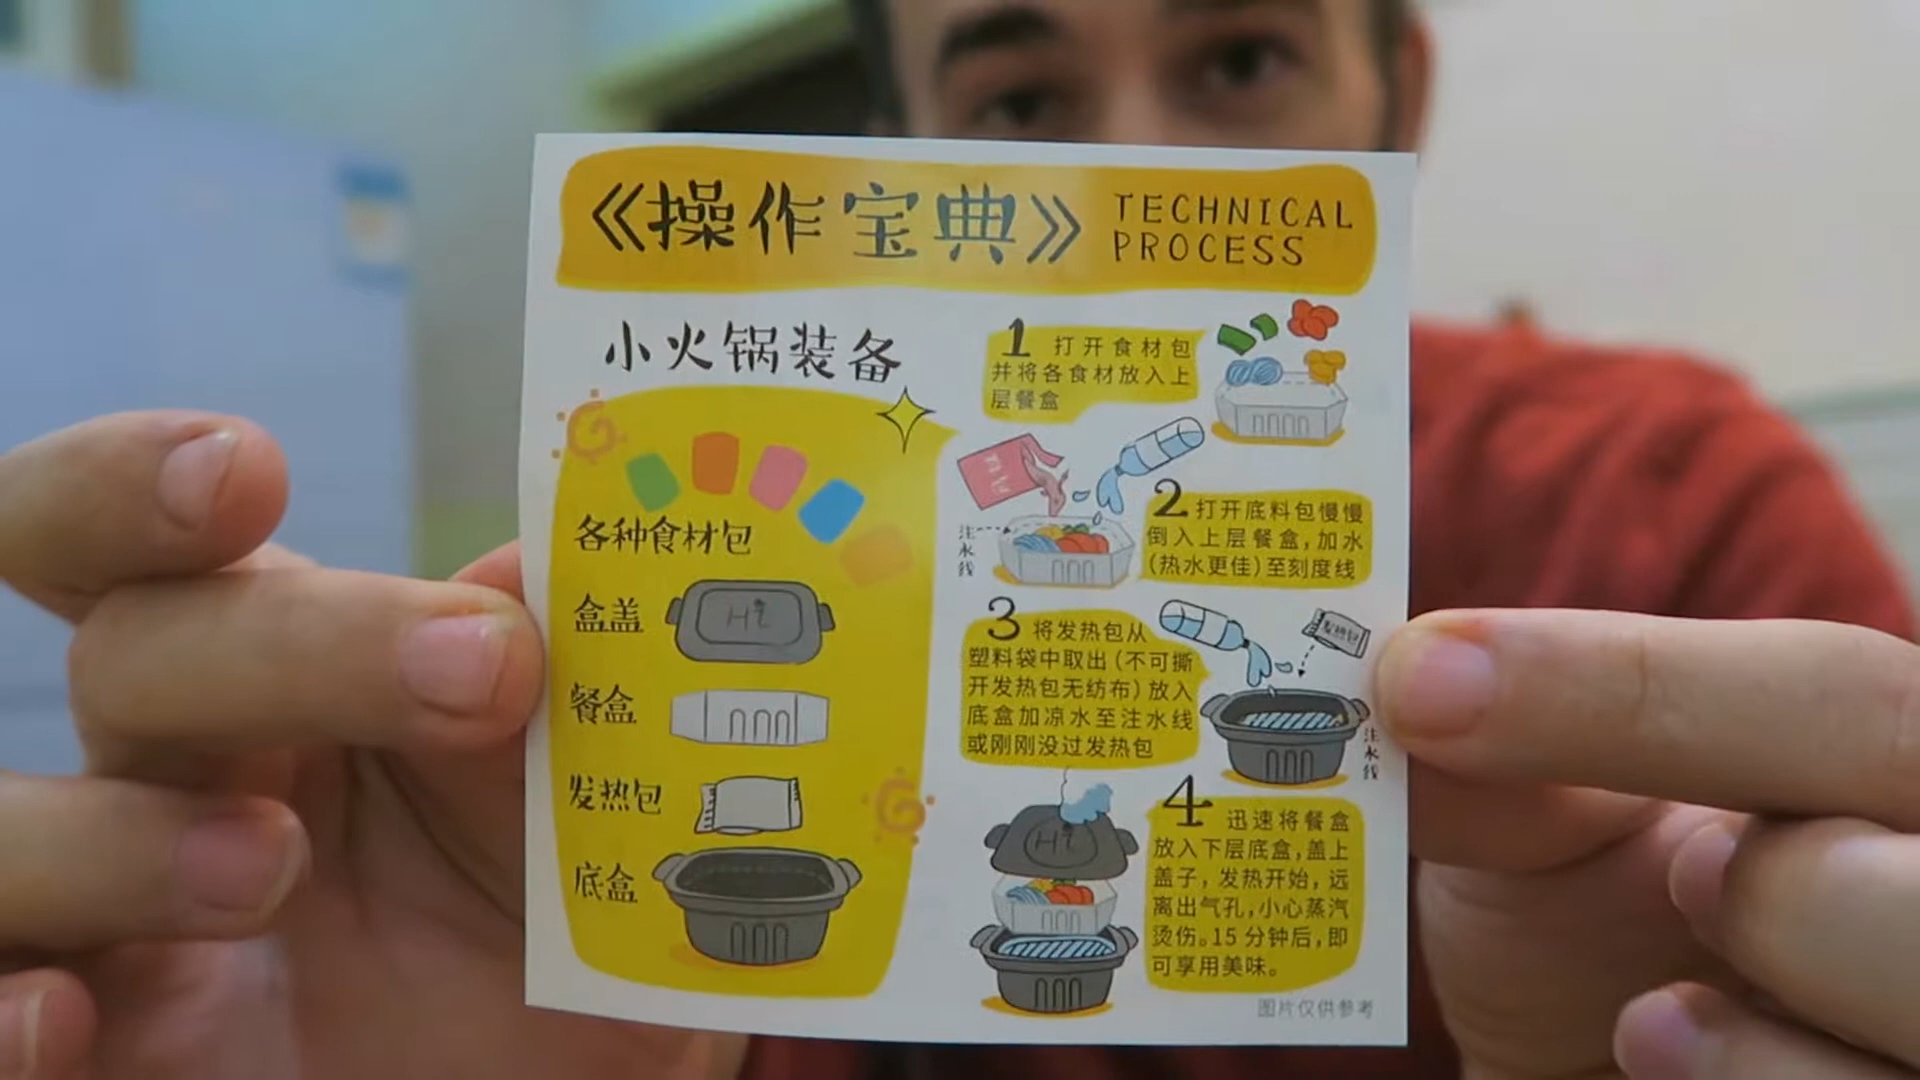 《操作宝典》
TECHNICAL
PROCESS
小火锅装备
各种食材包
盒盖
Hi
餐盒
发热包
底盒
1 打开食材包
并将各食材放入上
层餐盒
2 打开底料包慢慢
倒入上层餐盒,加水
(热水更佳)至刻度线
注水线
3 将发热包从
塑料袋中取出(不可撕
开发热包无纺布)放入
底盒加凉水至注水线
或刚刚没过发热包
发热包
注水线
4 迅速将餐盒
放入下层底盒,盖上
盖子,发热开始,远
离出气孔,小心蒸汽
烫伤。15分钟后,即
可享用美味。
Hi
图片仅供参考